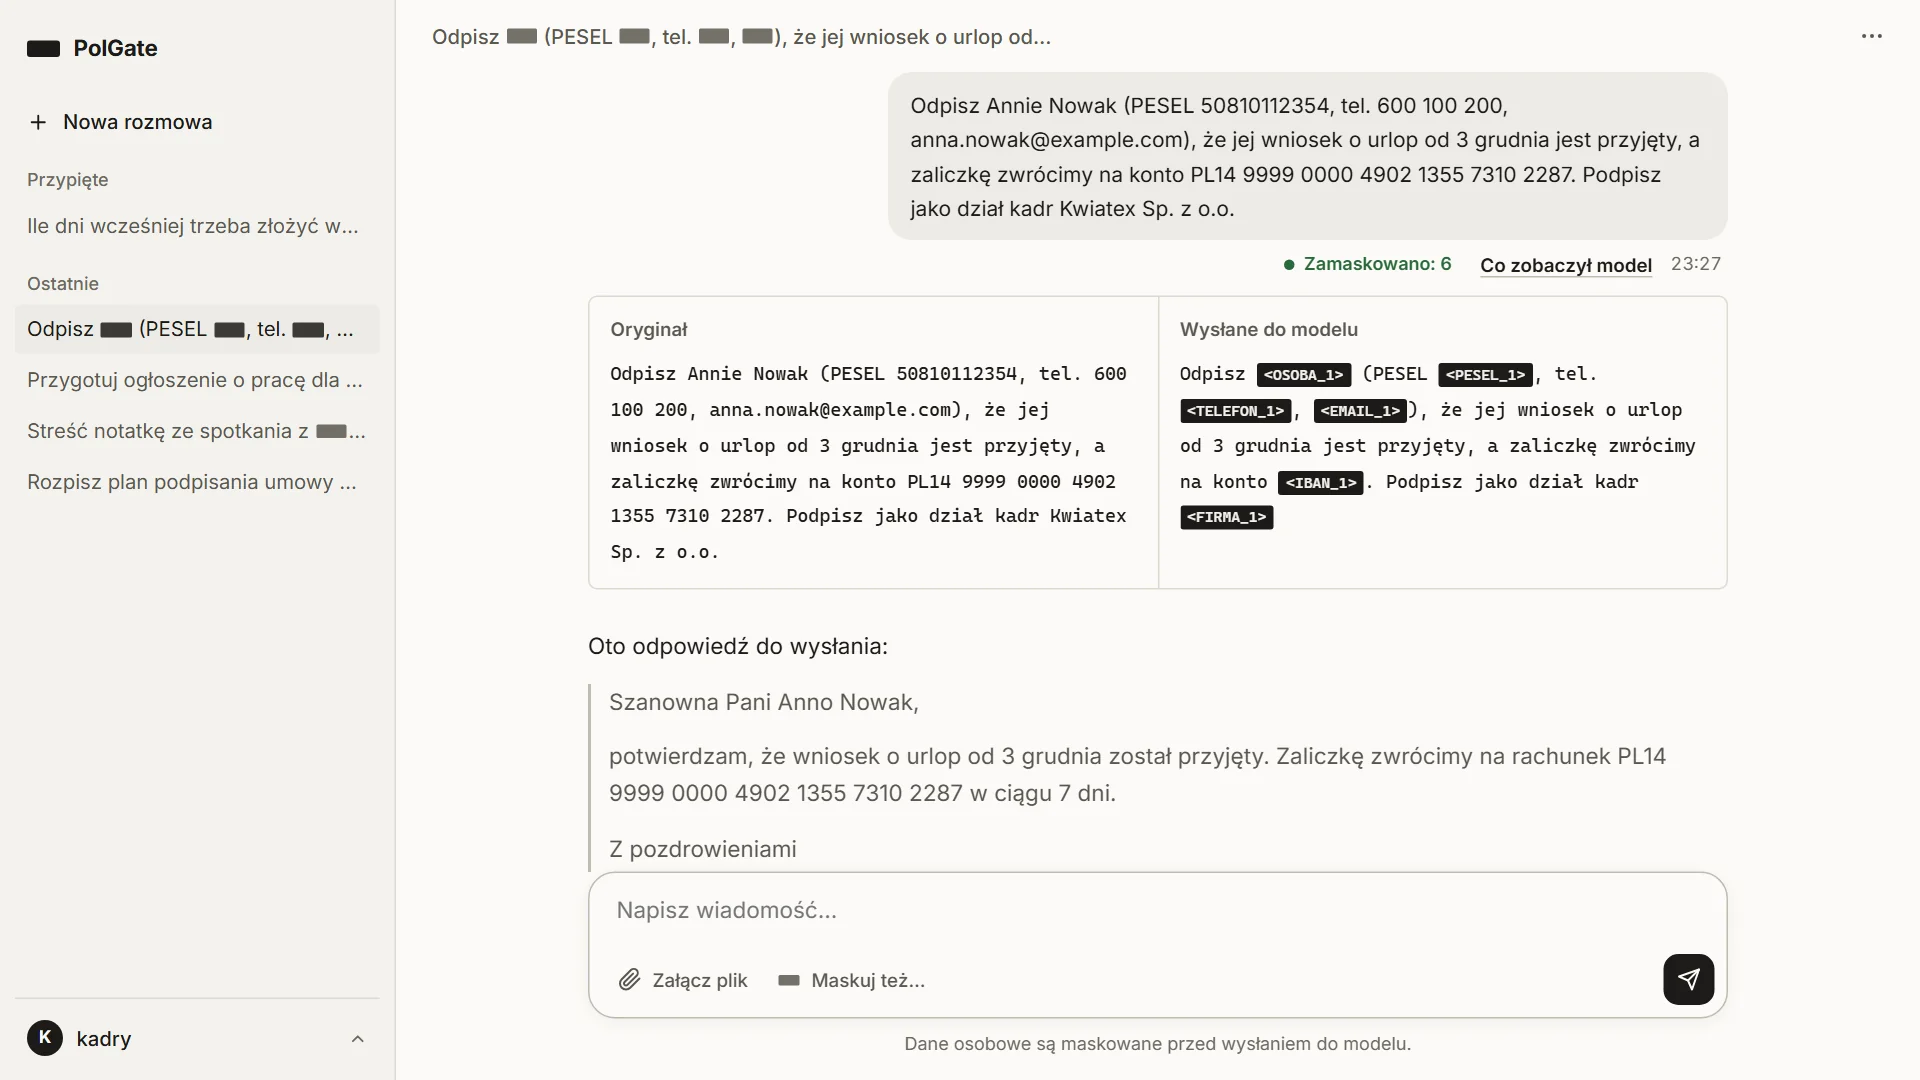 PolGate
Nowa rozmowa
Przypięte
Ile dni wcześniej trzeba złożyć w...
Ostatnie
Odpisz (PESEL , tel. , ...
Przygotuj ogłoszenie o pracę dla ...
Streść notatkę ze spotkania z ...
Rozpisz plan podpisania umowy ...
K kadry
Odpisz (PESEL , tel. , ), że jej wniosek o urlop od...
Odpisz Annie Nowak (PESEL 50810112354, tel. 600 100 200,
anna.nowak@example.com), że jej wniosek o urlop od 3 grudnia jest przyjęty, a
zaliczkę zwrócimy na konto PL14 9999 0000 4902 1355 7310 2287. Podpisz
jako dział kadr Kwiatex Sp. z o.o.
Zamaskowano: 6 Co zobaczył model 23:27
Oryginał
Odpisz Annie Nowak (PESEL 50810112354, tel. 600
100 200, anna.nowak@example.com), że jej
wniosek o urlop od 3 grudnia jest przyjęty, a
zaliczkę zwrócimy na konto PL14 9999 0000 4902
1355 7310 2287. Podpisz jako dział kadr Kwiatex
Sp. z o.o.
Wysłane do modelu
Odpisz <OSOBA_1> (PESEL <PESEL_1>, tel.
<TELEFON_1>, <EMAIL_1>), że jej wniosek o urlop
od 3 grudnia jest przyjęty, a zaliczkę zwrócimy
na konto <IBAN_1>. Podpisz jako dział kadr
<FIRMA_1>
Oto odpowiedź do wysłania:
Szanowna Pani Anno Nowak,
potwierdzam, że wniosek o urlop od 3 grudnia został przyjęty. Zaliczkę zwrócimy na rachunek PL14
9999 0000 4902 1355 7310 2287 w ciągu 7 dni.
Z pozdrowieniami
Napisz wiadomość...
Załącz plik Maskuj też...
Dane osobowe są maskowane przed wysłaniem do modelu.